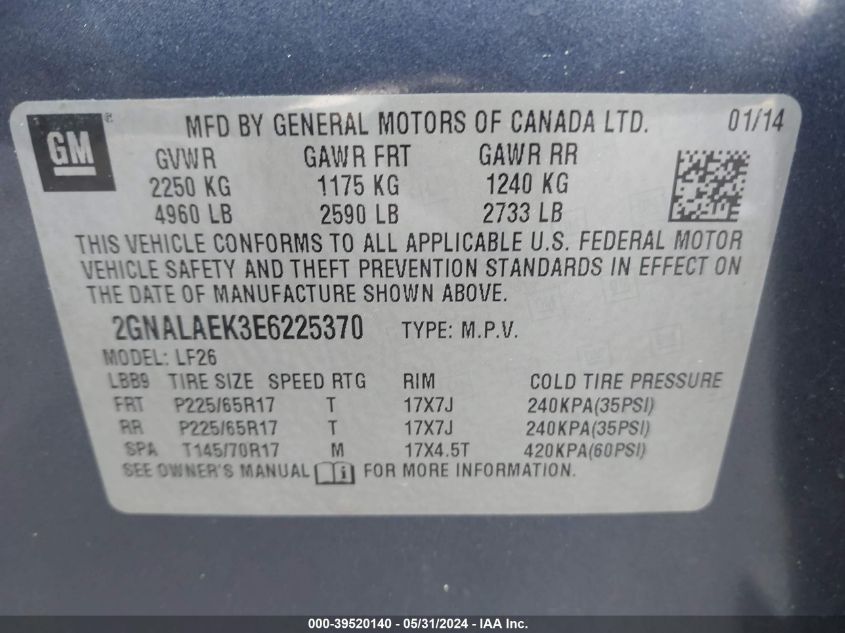 GM ® MFD BY GENERAL MOTORS OF CANADA LTD. 01/14
GVWR GAWR FRT GAWR RR
2250 KG 1175 KG 1240 KG
4960 LB 2590 LB 2733 LB
THIS VEHICLE CONFORMS TO ALL APPLICABLE U.S. FEDERAL MOTOR
VEHICLE SAFETY AND THEFT PREVENTION STANDARDS IN EFFECT ON
THE DATE OF MANUFACTURE SHOWN ABOVE.
2GNALAEK3E6225370 TYPE: M.P.V.
MODEL: LF26
LBB9 TIRE SIZE SPEED RTG RIM COLD TIRE PRESSURE
FRT P225/65R17 T 17X7J 240KPA(35PSI)
RR P225/65R17 T 17X7J 240KPA(35PSI)
SPA T145/70R17 M 17X4.5T 420KPA(60PSI)
SEE OWNER'S MANUAL FOR MORE INFORMATION.
000-39520140 - 05/31/2024 - IAA Inc.